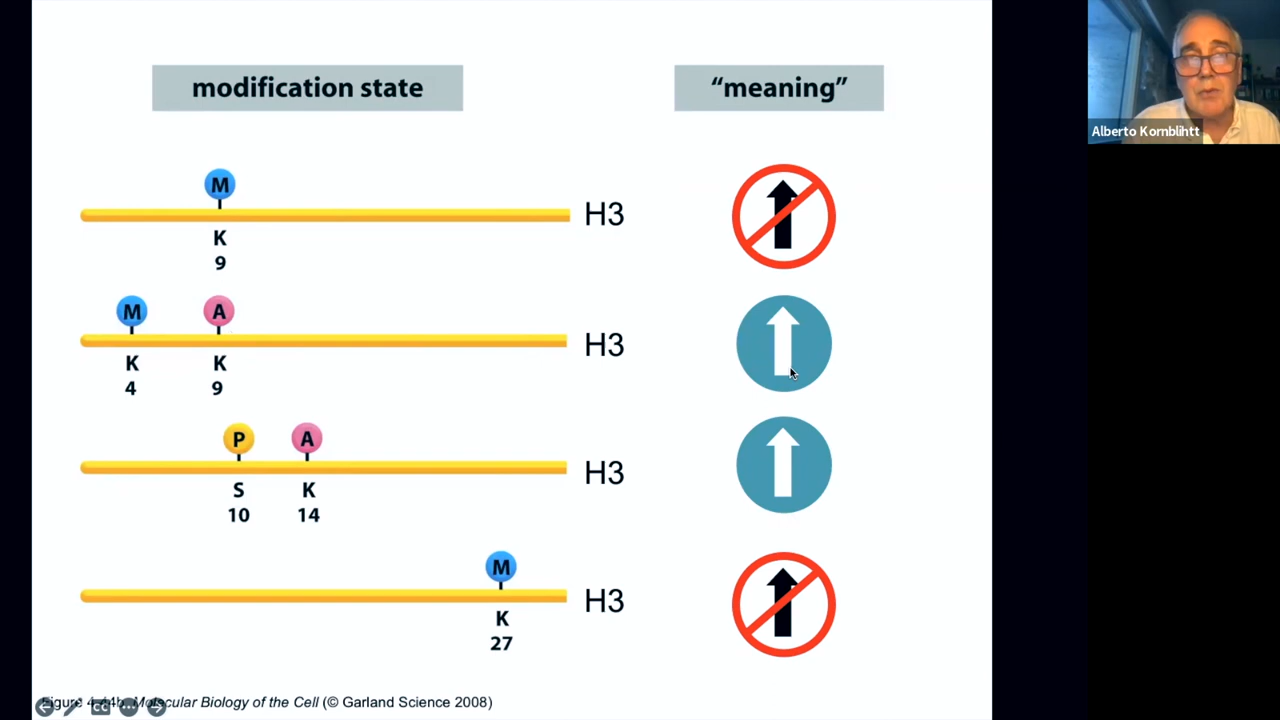 modification state
“meaning”
Alberto Kornblihtt
M
K
9
H3
M A
K K
4 9
H3
P A
S K
10 14
H3
M
K
27
H3
Figure 4-44b Molecular Biology of the Cell (© Garland Science 2008)
CC